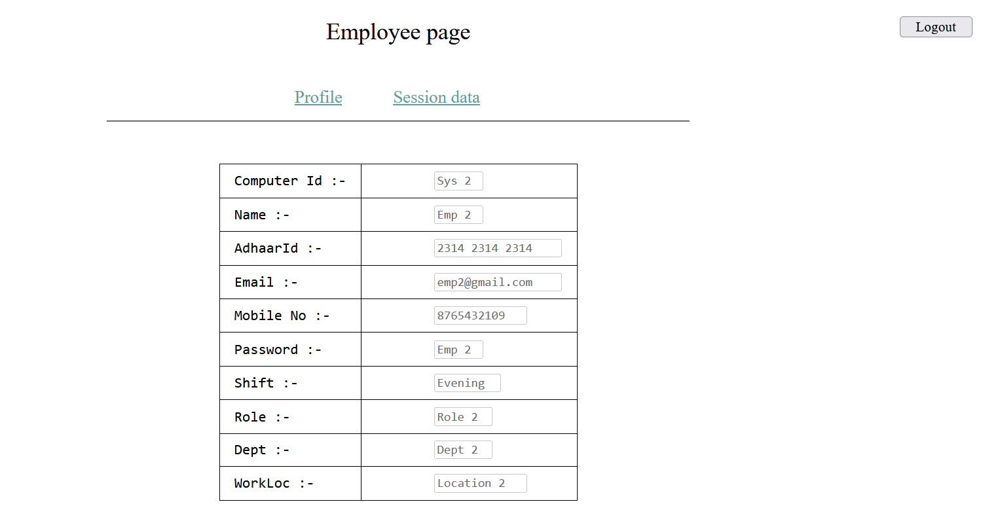 Employee page
Logout
Profile Session data
Computer Id :- Sys 2
Name :- Emp 2
AdhaarId :- 2314 2314 2314
Email :- emp2@gmail.com
Mobile No :- 8765432109
Password :- Emp 2
Shift :- Evening
Role :- Role 2
Dept :- Dept 2
WorkLoc :- Location 2